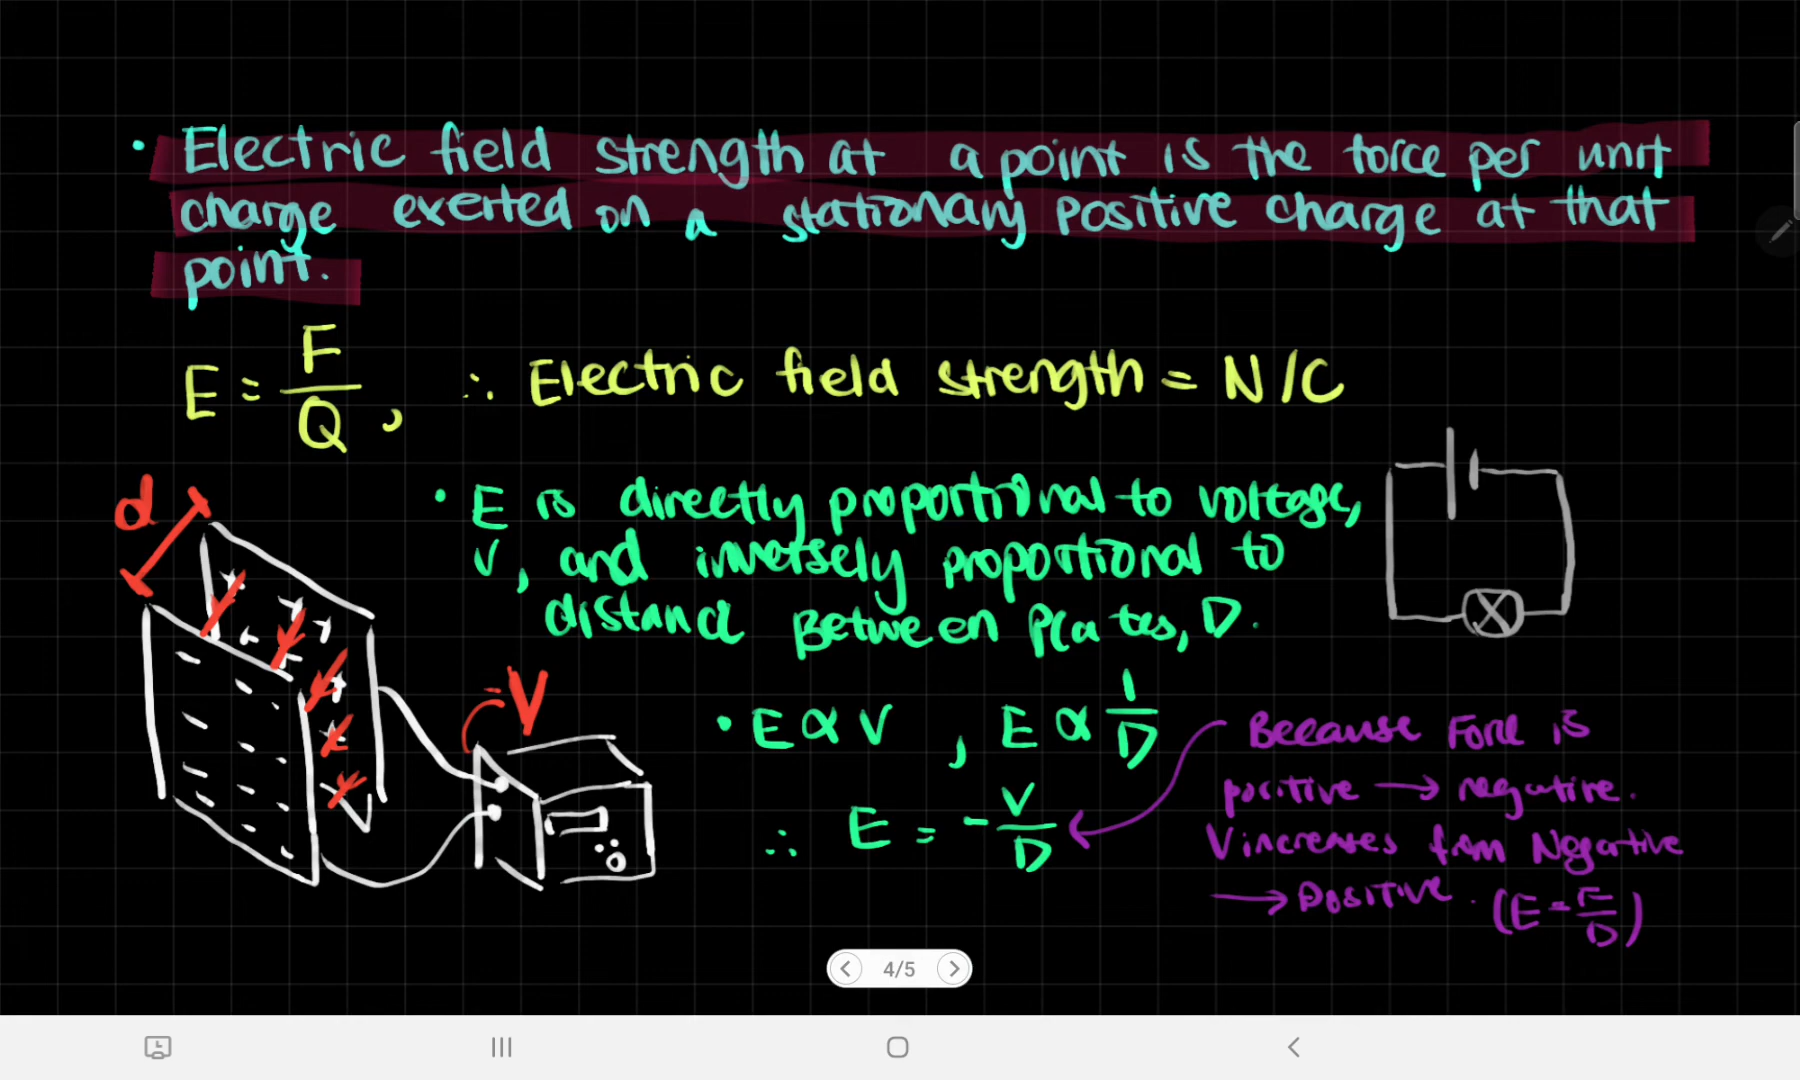 • Electric field strength at a point is the force per unit
charge exerted on a stationary positive charge at that
point.
E = F/Q, ∴ Electric field strength = N/C
d
• E is directly proportional to voltage,
V, and inversely proportional to
distance Between Plates, D.
V
• E ∝ V , E ∝ 1/D
∴ E = -V/D
Because Force is
positive → negative.
V increases from Negative
→ Positive. (E = F/D)
4/5